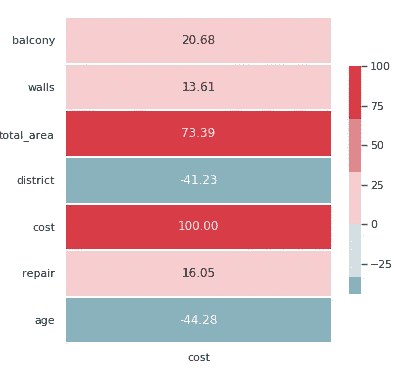 balcony 20.68
walls 13.61
total_area 73.39
district -41.23
cost 100.00
repair 16.05
age -44.28
cost
100
75
50
25
0
−25